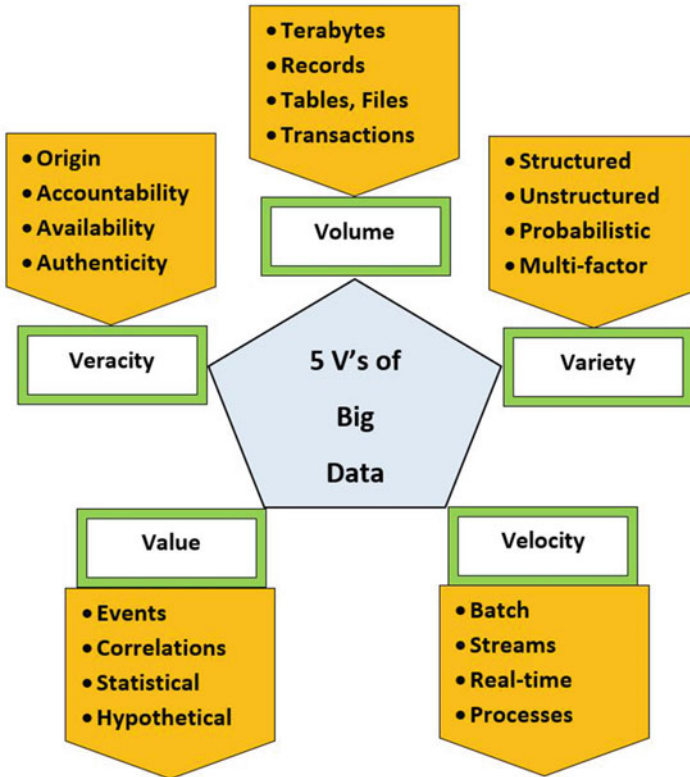 • Terabytes
• Records
• Tables, Files
• Transactions
Volume
• Origin
• Accountability
• Availability
• Authenticity
Veracity
• Structured
• Unstructured
• Probabilistic
• Multi-factor
Variety
5 V’s of
Big
Data
Value
• Events
• Correlations
• Statistical
• Hypothetical
Velocity
• Batch
• Streams
• Real-time
• Processes